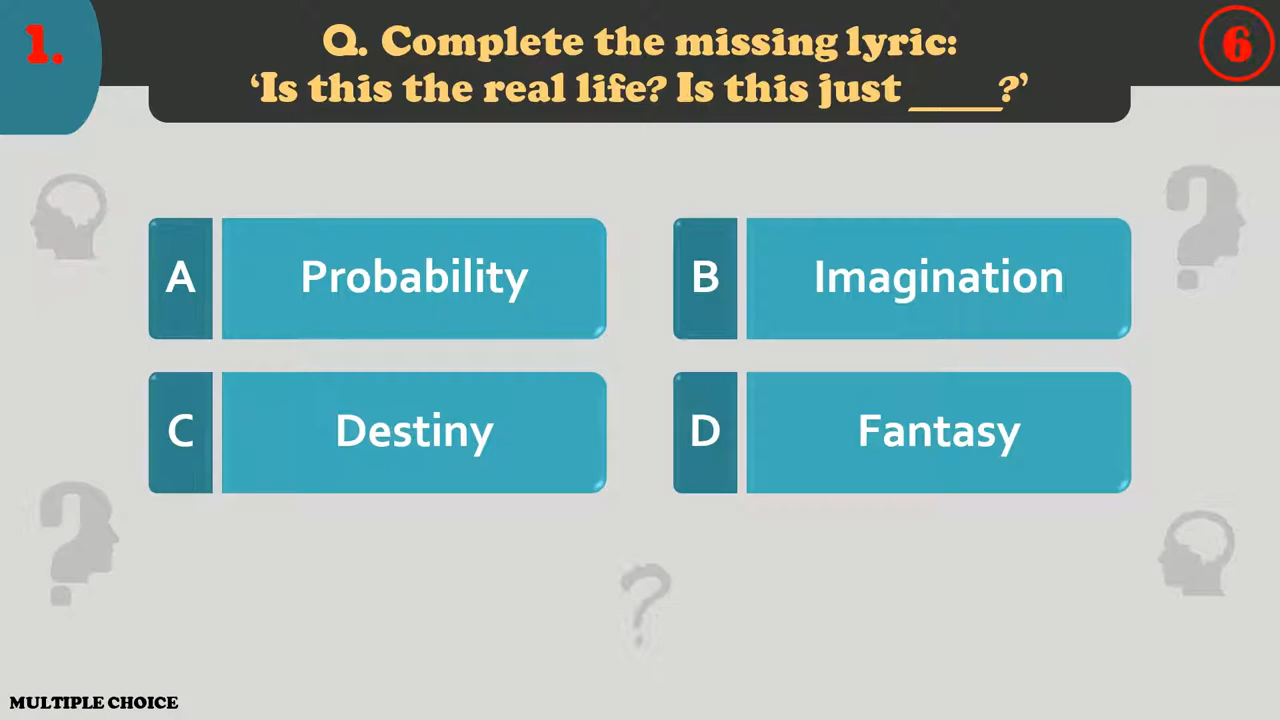 1.
Q. Complete the missing lyric:
‘Is this the real life? Is this just ____?’
6
A Probability
B Imagination
C Destiny
D Fantasy
MULTIPLE CHOICE